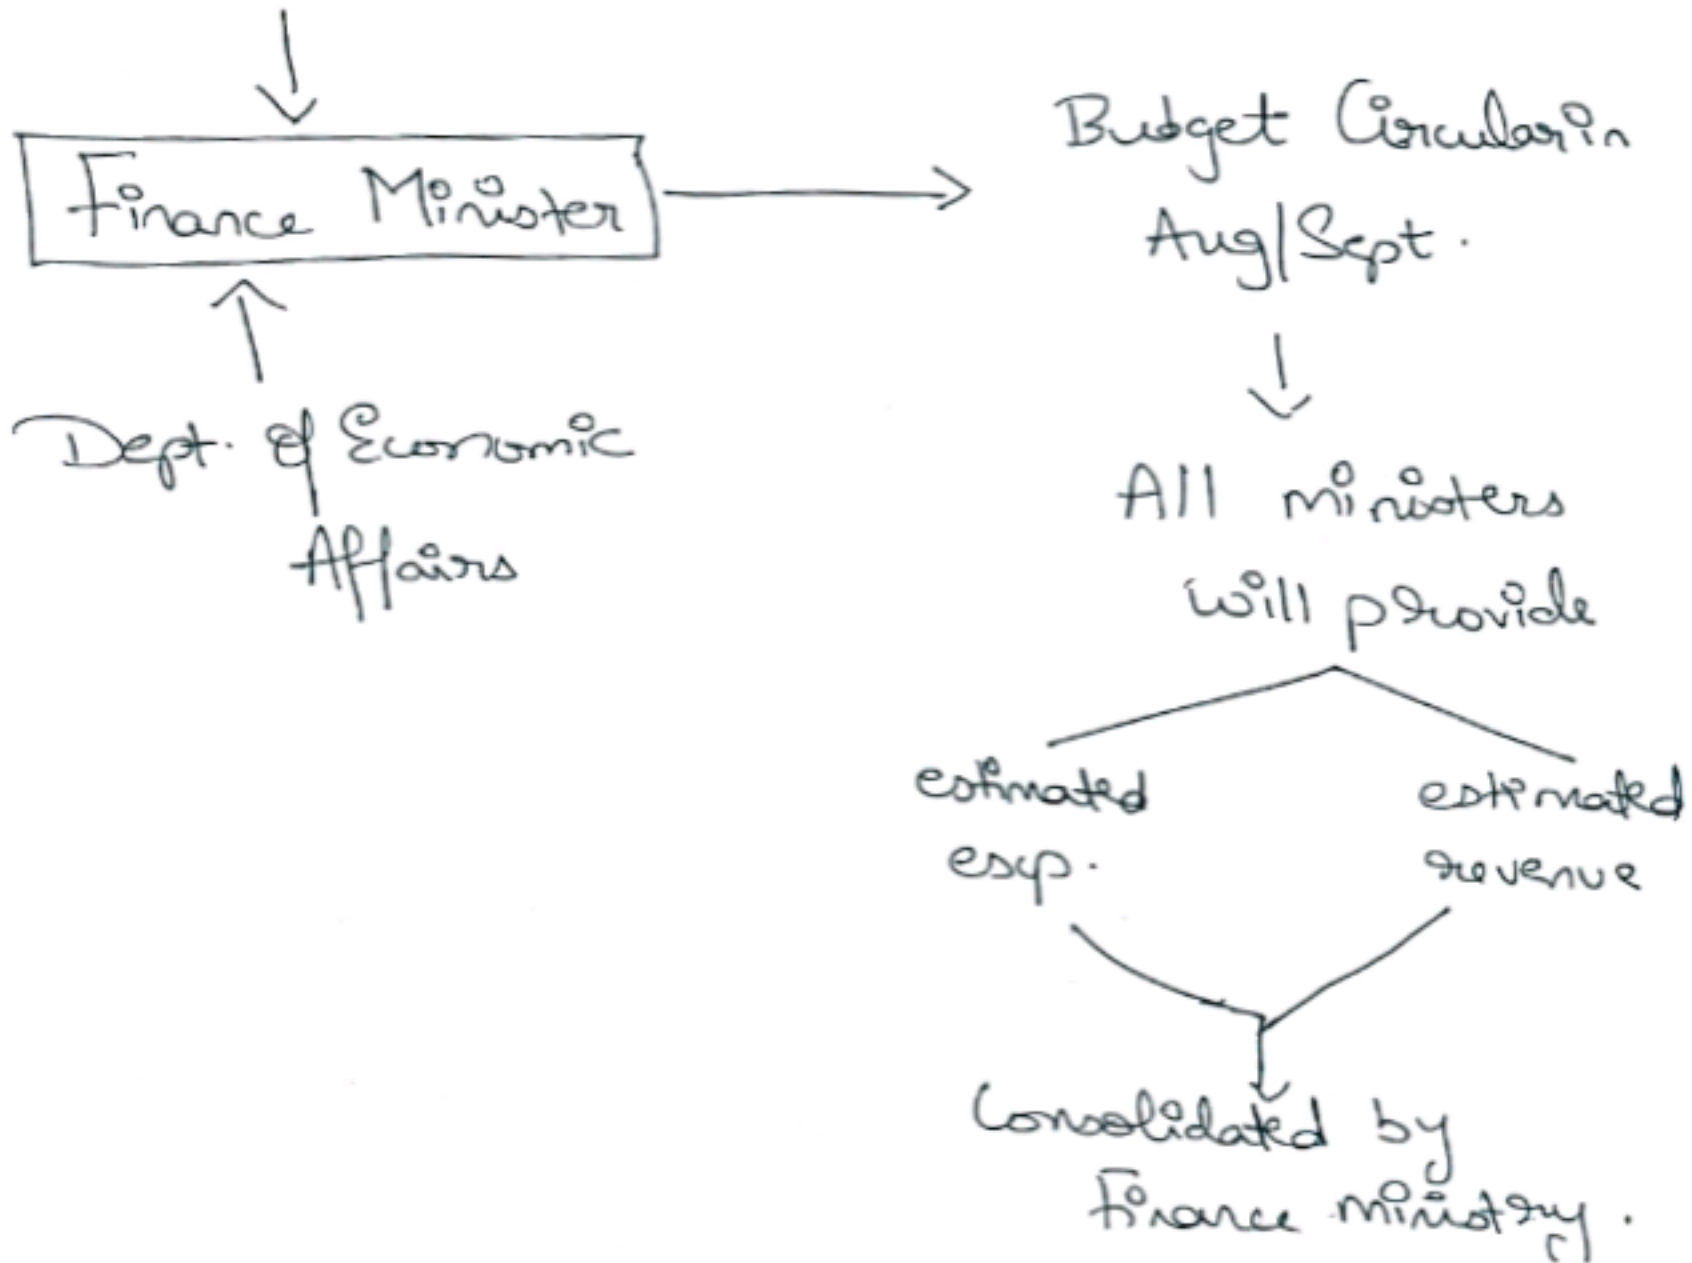 Finance Minister
Budget Circular in
Aug/Sept.
Dept. of Economic
Affairs
All ministers
will provide
estimated
exp.
estimated
revenue
Consolidated by
Finance ministry.